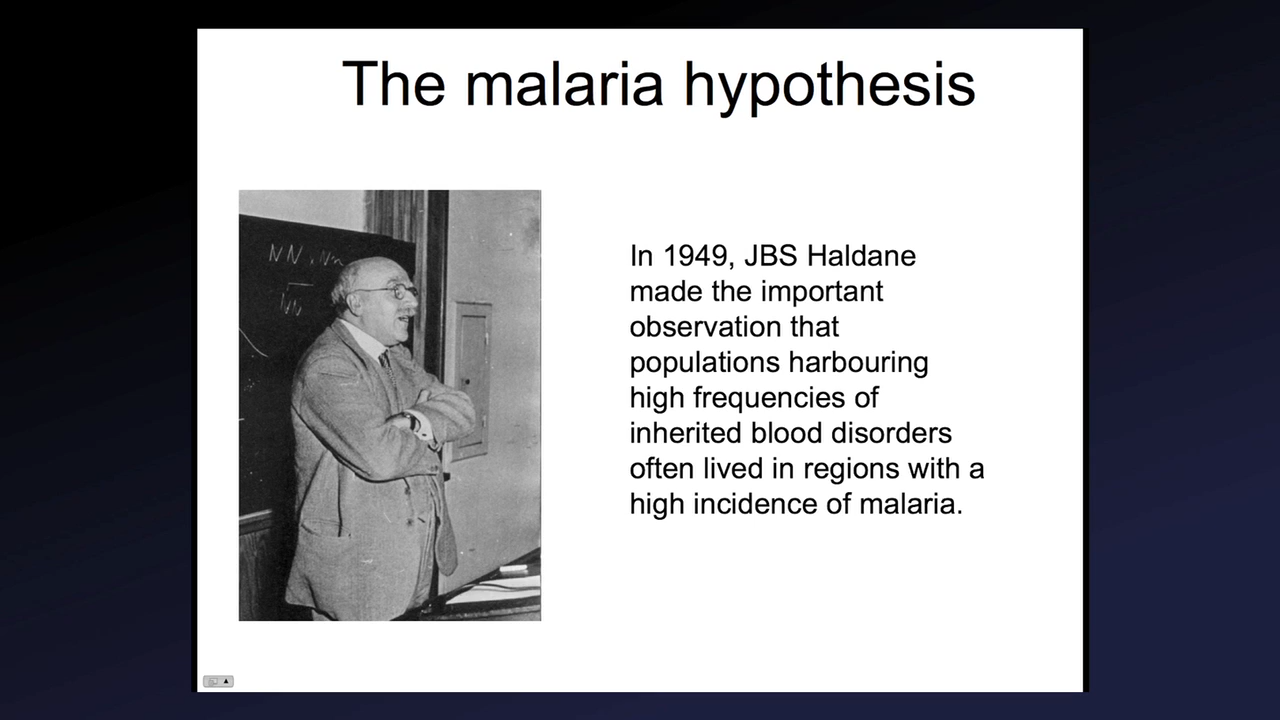 The malaria hypothesis
NN
In 1949, JBS Haldane
made the important
observation that
populations harbouring
high frequencies of
inherited blood disorders
often lived in regions with a
high incidence of malaria.